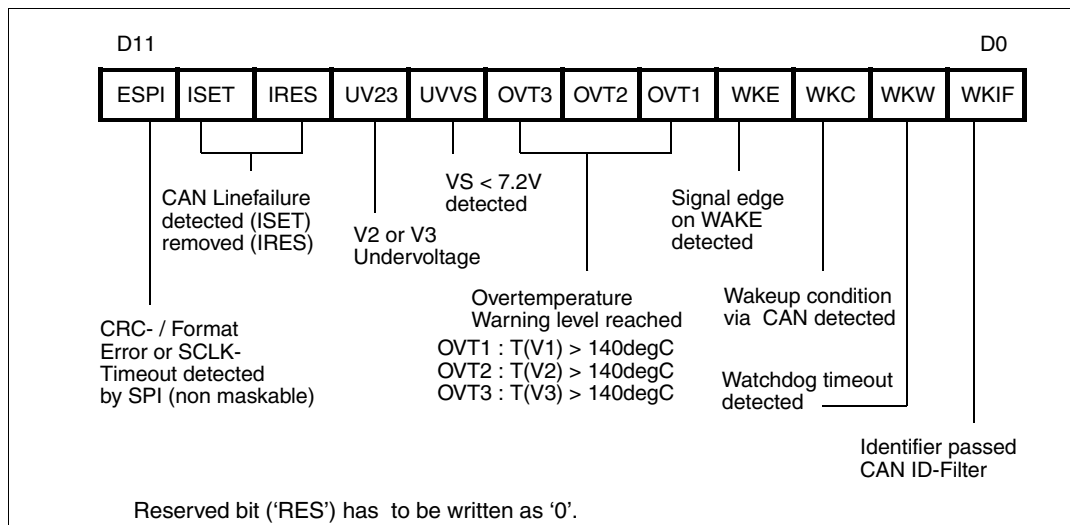 D11 D0
ESPI ISET IRES UV23 UVVS OVT3 OVT2 OVT1 WKE WKC WKW WKIF
CAN Linefailure
detected (ISET)
removed (IRES)
VS < 7.2V
detected
Signal edge
on WAKE
detected
V2 or V3
Undervoltage
CRC- / Format
Error or SCLK-
Timeout detected
by SPI (non maskable)
Overtemperature
Warning level reached
OVT1 : T(V1) > 140degC
OVT2 : T(V2) > 140degC
OVT3 : T(V3) > 140degC
Wakeup condition
via CAN detected
Watchdog timeout
detected
Identifier passed
CAN ID-Filter
Reserved bit (‘RES’) has to be written as ‘0’.